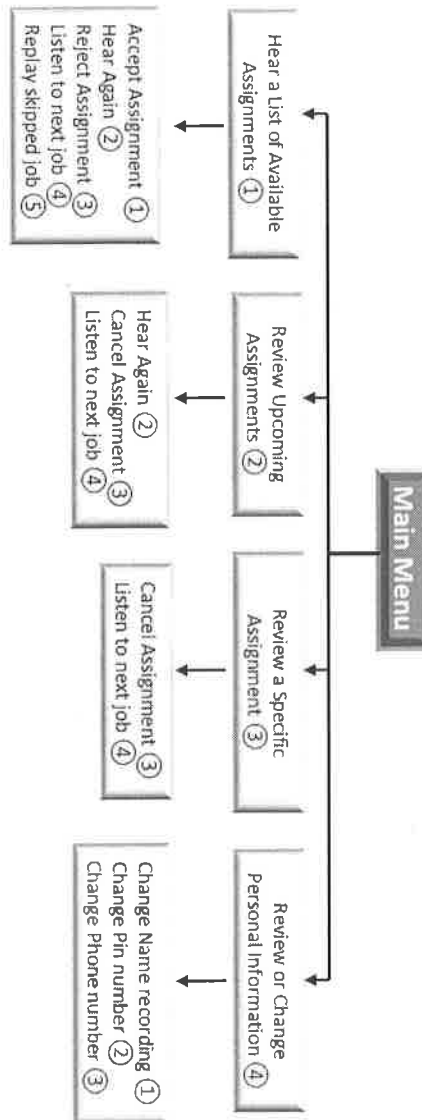 Main Menu
Hear a List of Available
Assignments ①
Accept Assignment ①
Hear Again ②
Reject Assignment ③
Listen to next job ④
Replay skipped job ⑤
Review Upcoming
Assignments ②
Hear Again ②
Cancel Assignment ③
Listen to next job ④
Review a Specific
Assignment ③
Cancel Assignment ③
Listen to next job ④
Review or Change
Personal Information ④
Change Name recording ①
Change Pin number ②
Change Phone number ③